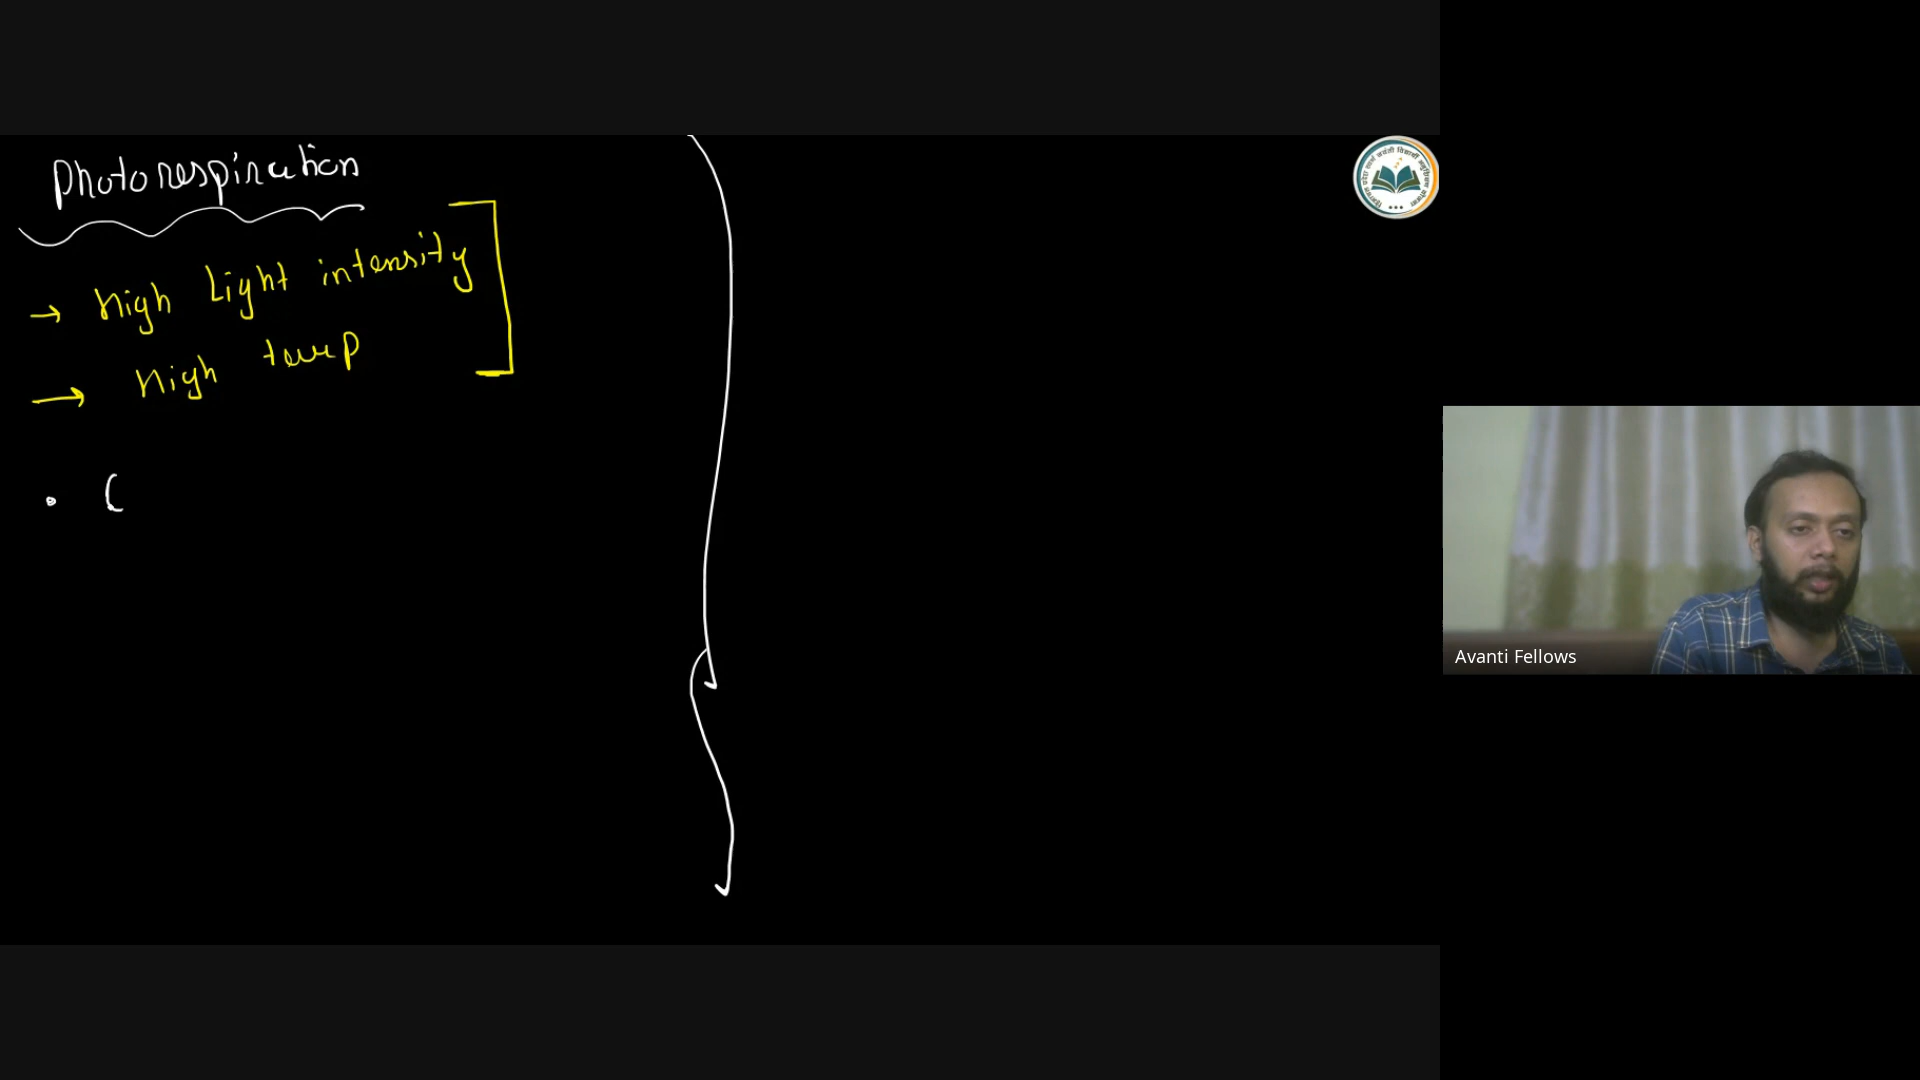 Photorespiration
→ high Light intensity
→ high temp
• (
Avanti Fellows